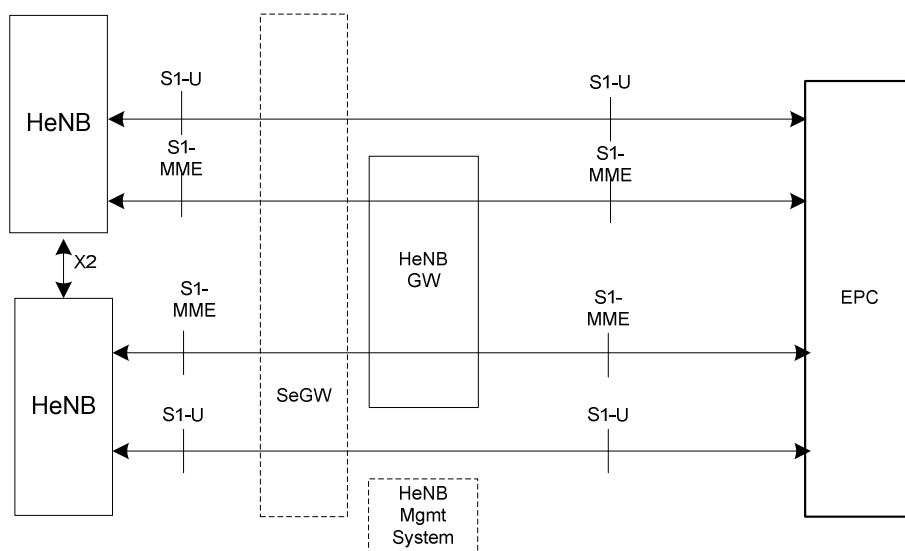 HeNB
S1-U
S1-U
S1-
MME
S1-
MME
HeNB
GW
X2
EPC
S1-
MME
S1-
MME
HeNB
SeGW
S1-U
S1-U
HeNB
Mgmt
System